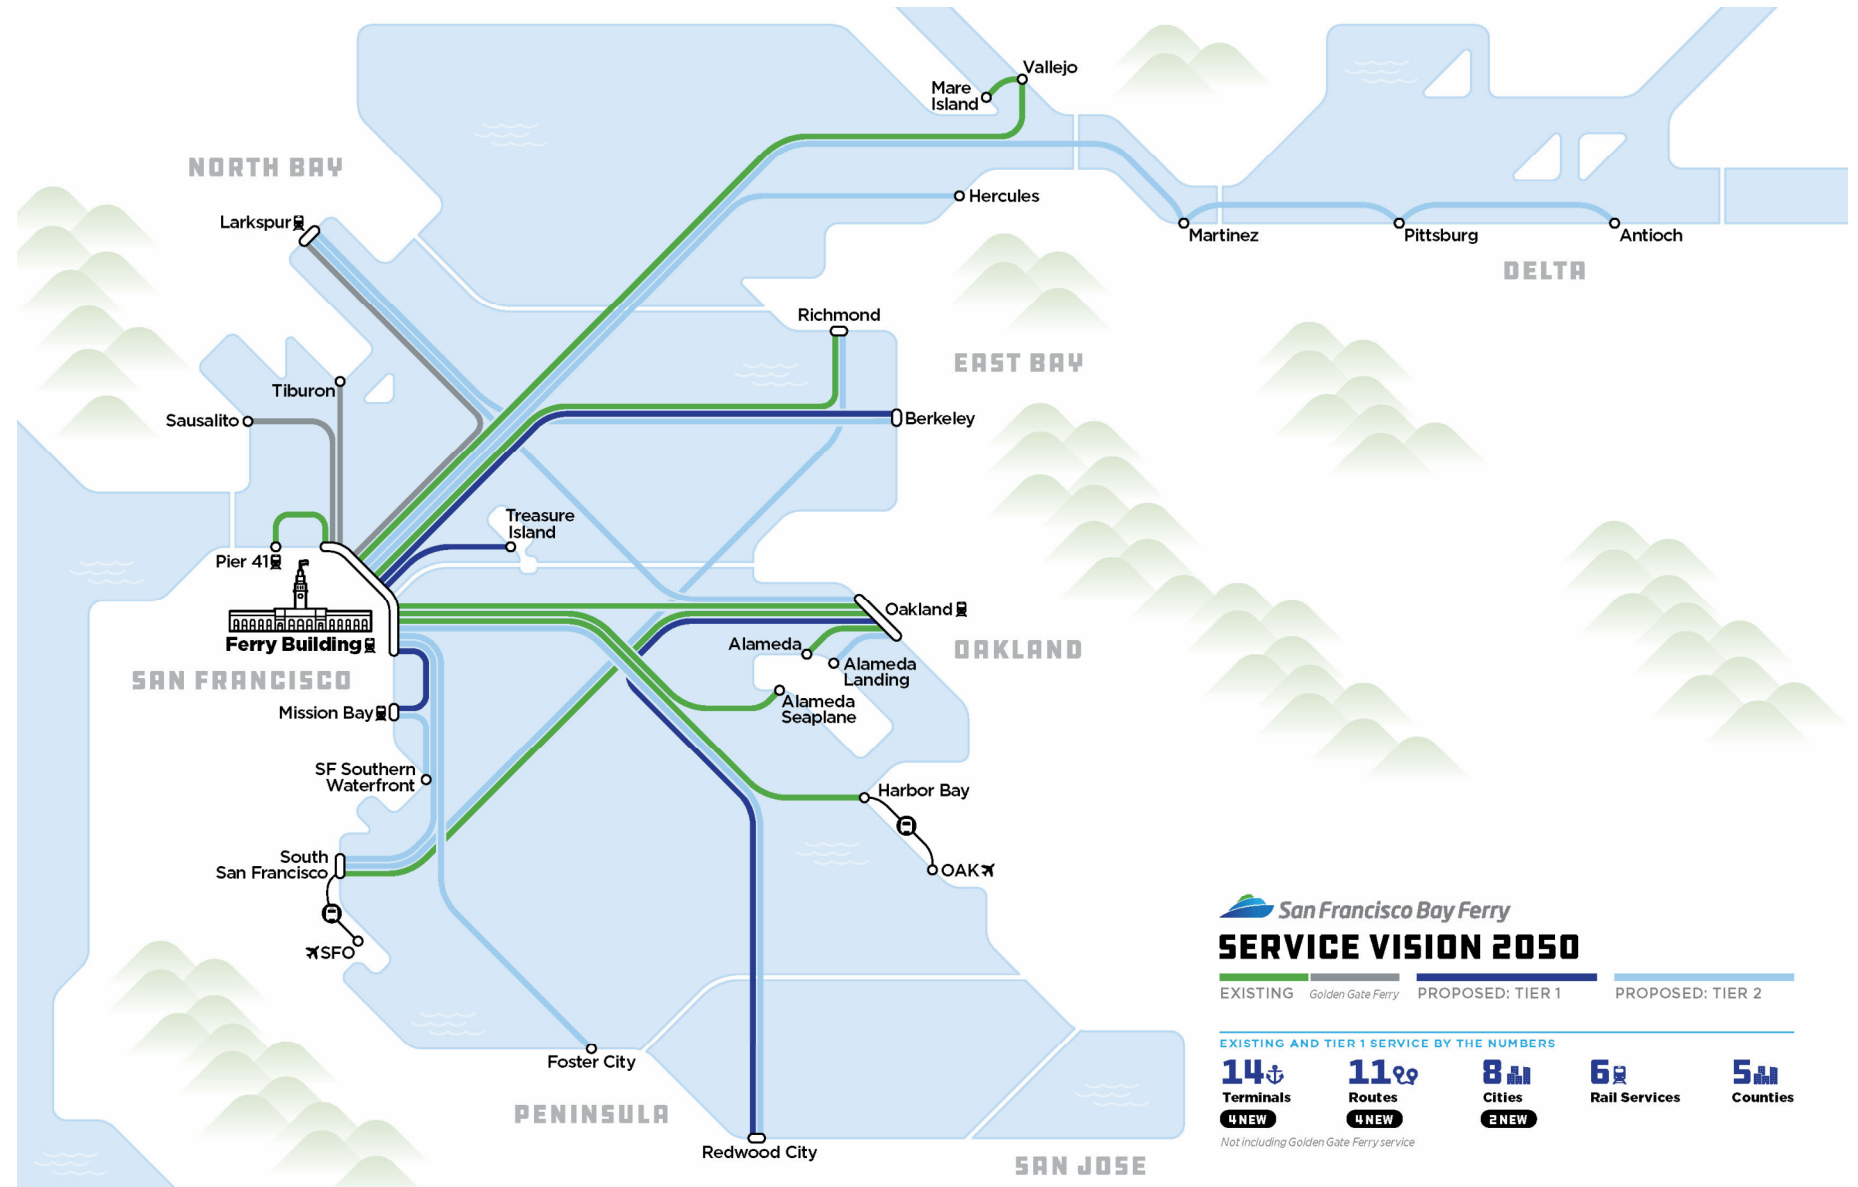 Vallejo
Mare
Island
NORTH BAY
Hercules
Larkspur
Martinez
Pittsburg
Antioch
DELTA
Richmond
EAST BAY
Tiburon
Sausalito
Berkeley
Treasure
Island
Pier 41
Ferry Building
Oakland
OAKLAND
Alameda
Alameda
Landing
SAN FRANCISCO
Alameda
Seaplane
Mission Bay
SF Southern
Waterfront
Harbor Bay
South
San Francisco
OAK
SFO
San Francisco Bay Ferry
SERVICE VISION 2050
EXISTING
Golden Gate Ferry
PROPOSED: TIER 1
PROPOSED: TIER 2
EXISTING AND TIER 1 SERVICE BY THE NUMBERS
14
Terminals
4 NEW
11
Routes
4 NEW
8
Cities
2 NEW
6
Rail Services
5
Counties
Not including Golden Gate Ferry service
Foster City
PENINSULA
Redwood City
SAN JOSE